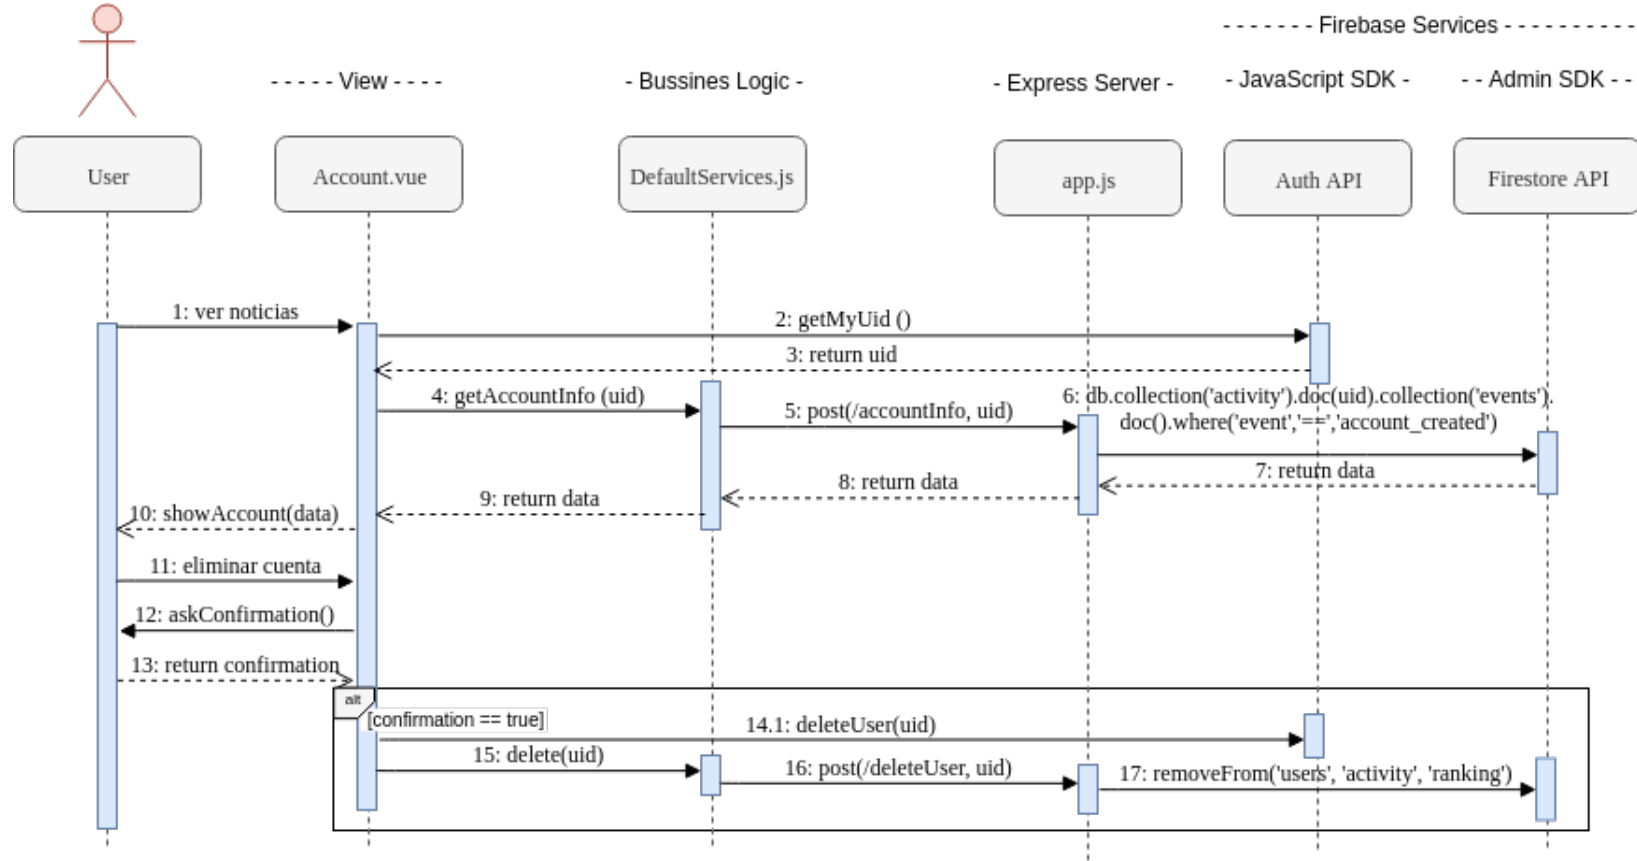 - - - - - - - Firebase Services - - - - - - - - - -
- - - - - View - - - -
- Bussines Logic -
- Express Server -
- JavaScript SDK -
- - Admin SDK - -
User
Account.vue
DefaultServices.js
app.js
Auth API
Firestore API
1: ver noticias
2: getMyUid ()
3: return uid
4: getAccountInfo (uid)
5: post(/accountInfo, uid)
6: db.collection('activity').doc(uid).collection('events').
doc().where('event','==','account_created')
7: return data
8: return data
9: return data
10: showAccount(data)
11: eliminar cuenta
12: askConfirmation()
13: return confirmation
alt
[confirmation == true]
14.1: deleteUser(uid)
15: delete(uid)
16: post(/deleteUser, uid)
17: removeFrom('users', 'activity', 'ranking')